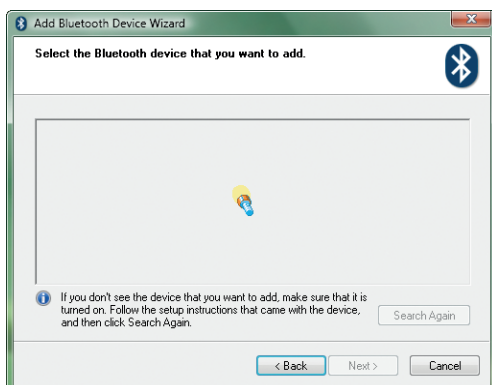 Add Bluetooth Device Wizard
Select the Bluetooth device that you want to add.
If you don't see the device that you want to add, make sure that it is
turned on. Follow the setup instructions that came with the device,
and then click Search Again.
Search Again
< Back
Next >
Cancel